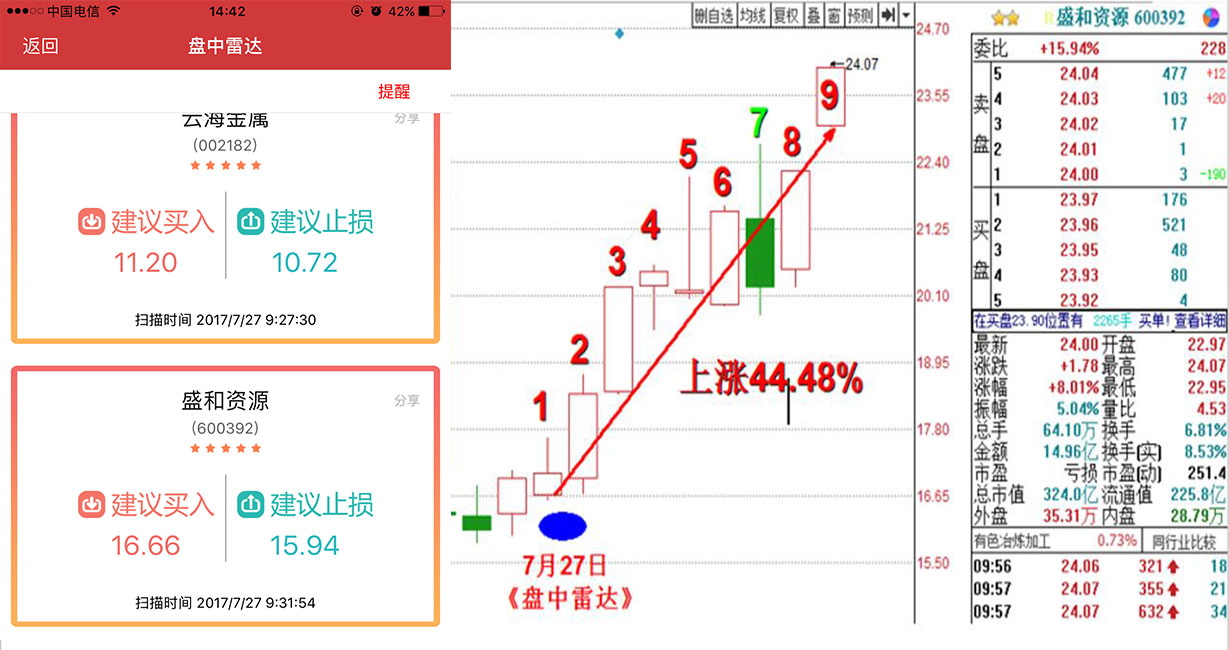 中国电信 14:42 42%
返回 盘中雷达
提醒
云海金属 分享
(002182)
建议买入 建议止损
11.20 10.72
扫描时间 2017/7/27 9:27:30
盛和资源 分享
(600392)
建议买入 建议止损
16.66 15.94
扫描时间 2017/7/27 9:31:54
删自选 均线 复权 叠 窗 预测
24.07
9
8
7
6
5
4
3
2
1
上涨44.48%
7月27日
《盘中雷达》
24.70
23.55
22.40
21.25
20.10
18.95
17.80
16.65
15.50
R 盛和资源 600392
委比 +15.94% 228
卖盘
5 24.04 477 +12
4 24.03 103 +20
3 24.02 17
2 24.01 1
1 24.00 3 -190
买盘
1 23.97 176
2 23.96 521
3 23.95 48
4 23.93 80
5 23.92 4
在买盘23.90位置有 2265手 买单!查看详细
最新 24.00 开盘 22.97
涨跌 +1.78 最高 24.07
涨幅 +8.01% 最低 22.95
振幅 5.04% 量比 4.53
总手 64.10万 换手 6.81%
金额 14.96亿 换手(实) 8.53%
市盈 亏损 市盈(动) 251.4
总市值 324.0亿 流通值 225.8亿
外盘 35.31万 内盘 28.79万
有色冶炼加工 0.73% 同行业比较
09:56 24.06 321 18
09:57 24.07 355 21
09:57 24.07 632 34